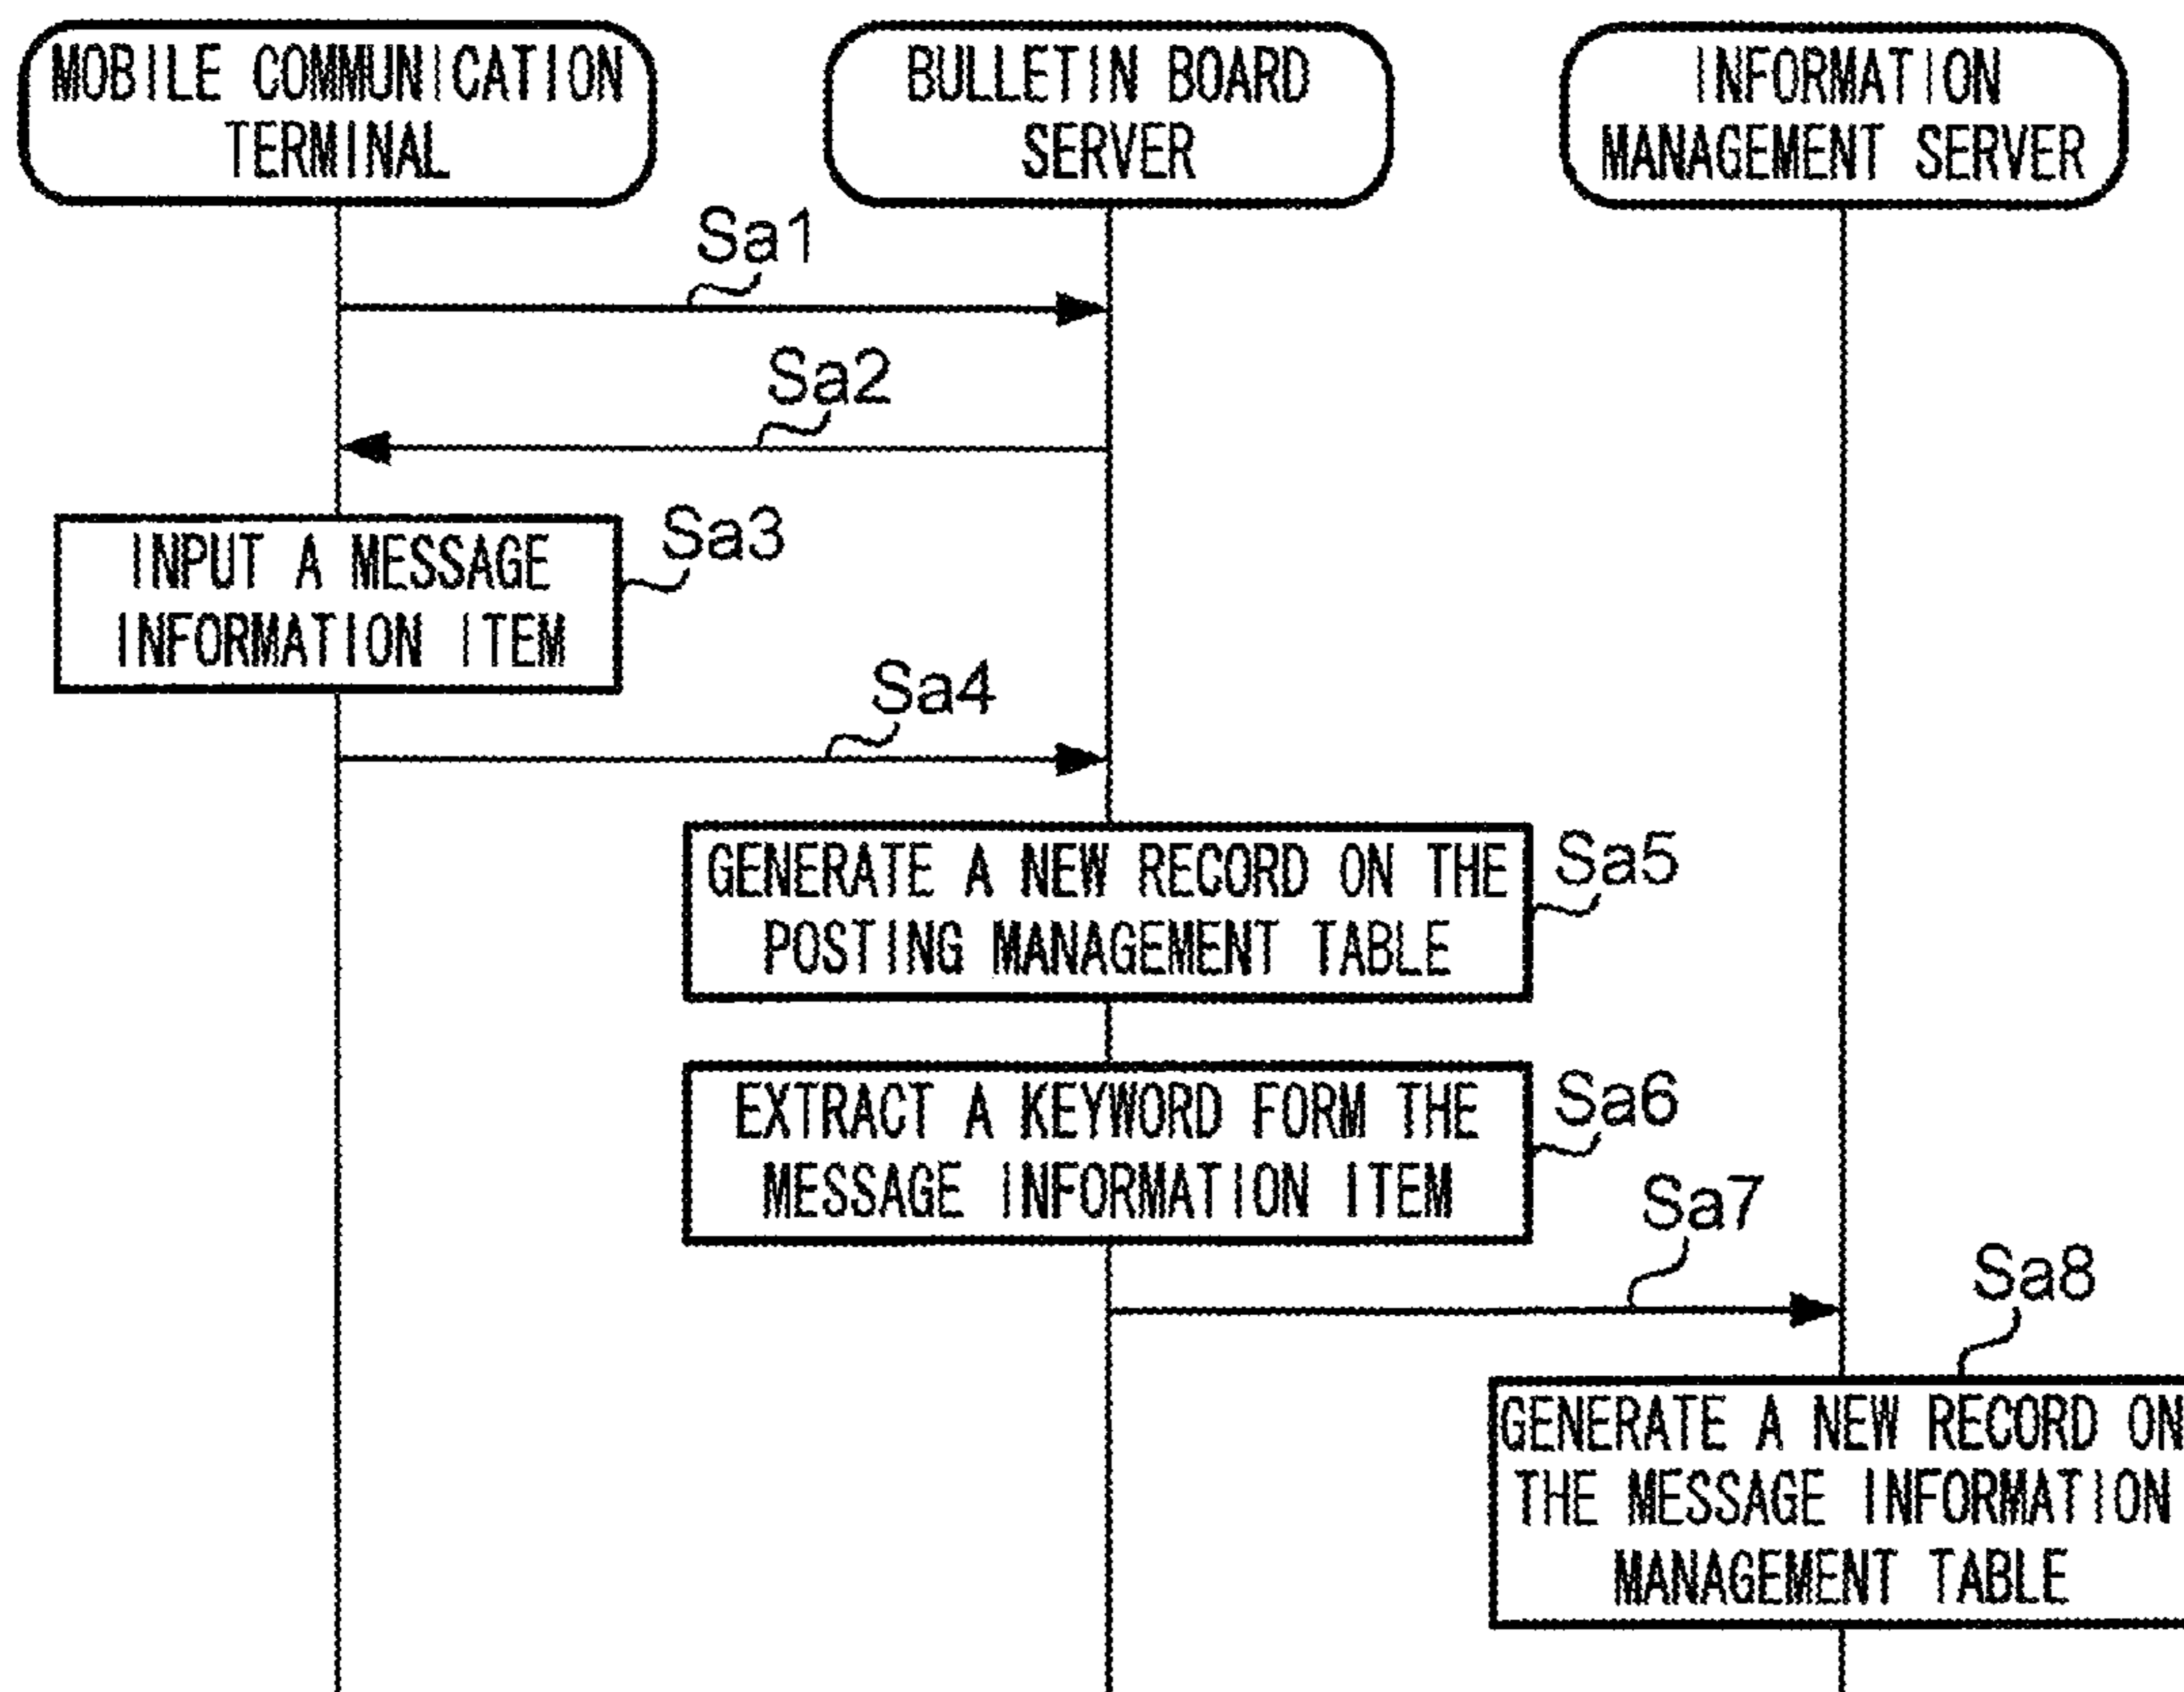 MOBILE COMMUNICATION
TERMINAL
BULLETIN BOARD
SERVER
INFORMATION
MANAGEMENT SERVER
Sa1
Sa2
INPUT A MESSAGE
INFORMATION ITEM
Sa3
Sa4
GENERATE A NEW RECORD ON THE
POSTING MANAGEMENT TABLE
Sa5
EXTRACT A KEYWORD FORM THE
MESSAGE INFORMATION ITEM
Sa6
Sa7
Sa8
GENERATE A NEW RECORD ON
THE MESSAGE INFORMATION
MANAGEMENT TABLE